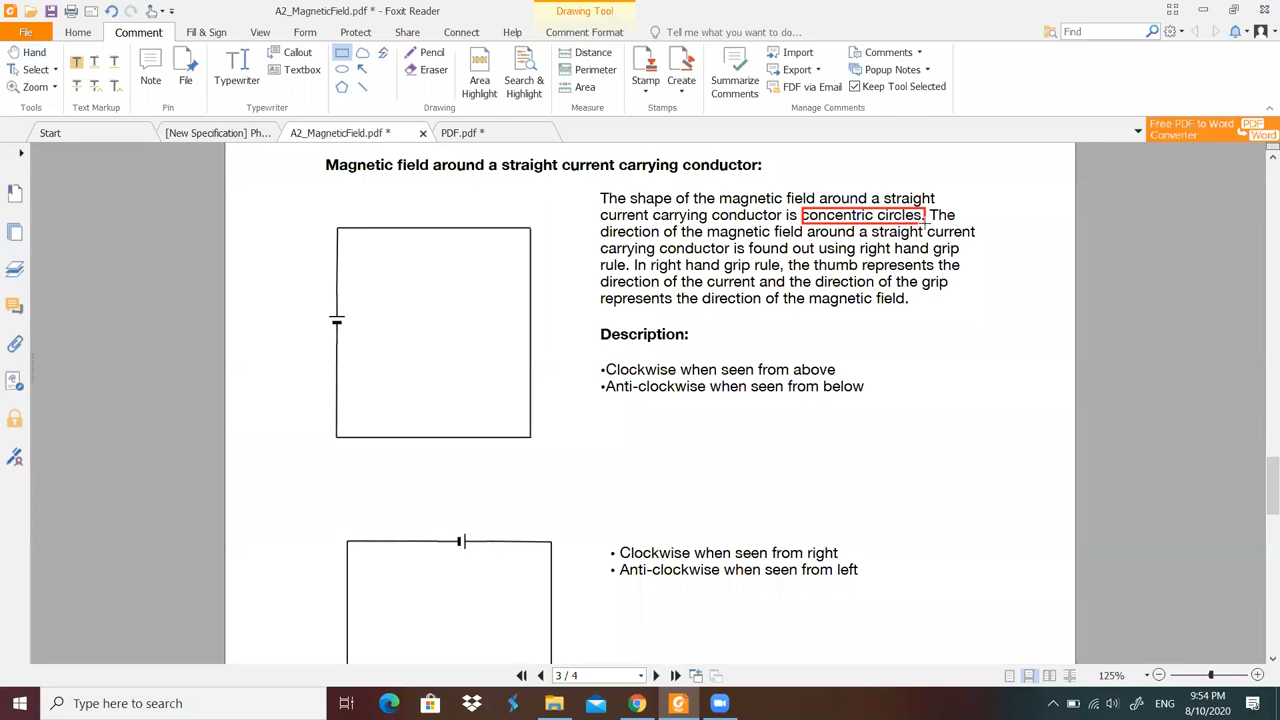 A2_MagneticField.pdf * - Foxit Reader
Drawing Tool
File
Home
Comment
Fill & Sign
View
Form
Protect
Share
Connect
Help
Comment Format
Tell me what you want to do...
Find
Hand
Select
Zoom
Tools
Text Markup
Note
File
Pin
Typewriter
Callout
Textbox
Typewriter
Pencil
Eraser
Drawing
Area
Highlight
Search &
Highlight
Distance
Perimeter
Area
Measure
Stamp
Create
Stamps
Summarize
Comments
Import
Export
PDF via Email
Comments
Popup Notes
Keep Tool Selected
Manage Comments
Start
[New Specification] Ph...
A2_MagneticField.pdf *
PDF.pdf *
Free PDF to Word
Converter
PDF
Word
Magnetic field around a straight current carrying conductor:
The shape of the magnetic field around a straight
current carrying conductor is concentric circles. The
direction of the magnetic field around a straight current
carrying conductor is found out using right hand grip
rule. In right hand grip rule, the thumb represents the
direction of the current and the direction of the grip
represents the direction of the magnetic field.
Description:
•Clockwise when seen from above
•Anti-clockwise when seen from below
• Clockwise when seen from right
• Anti-clockwise when seen from left
3 / 4
125%
Type here to search
ENG
9:54 PM
8/10/2020